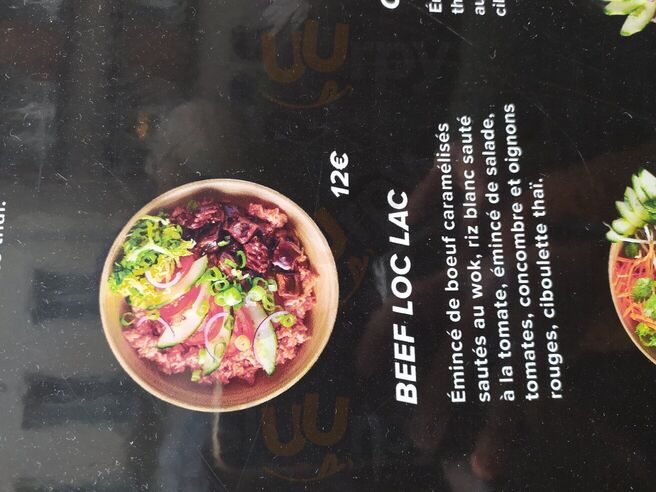 12€
BEEF LOC LAC
Émincé de boeuf caramélisés
sautés au wok, riz blanc sauté
à la tomate, émincé de salade,
tomates, concombre et oignons
rouges, ciboulette thaï.